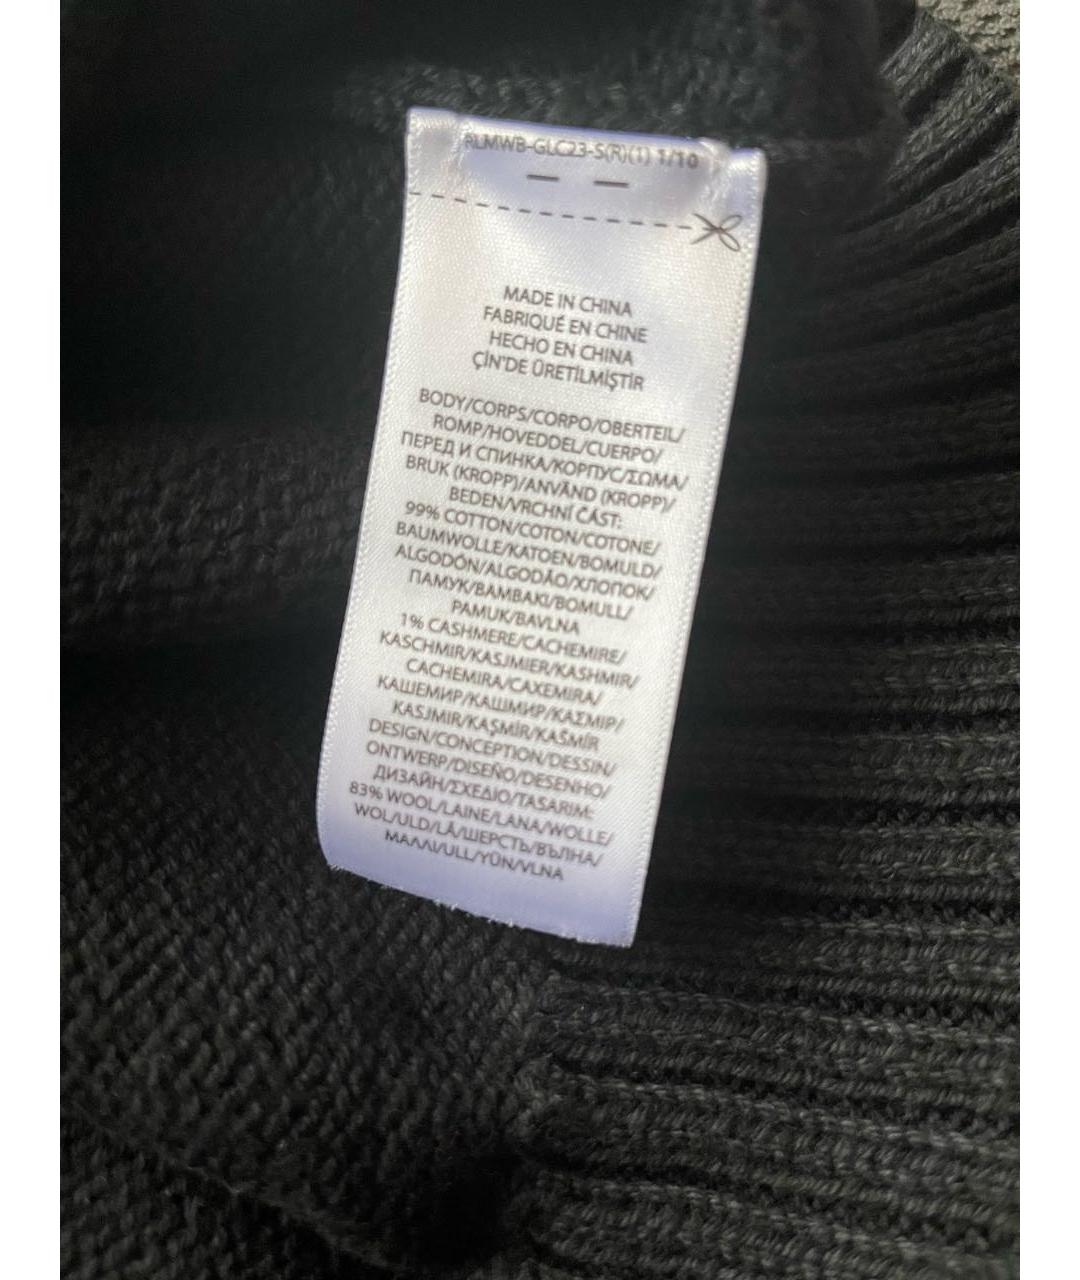 RLMWB-GLC23-S(R)(1) 1/10
MADE IN CHINA
FABRIQUÉ EN CHINE
HECHO EN CHINA
ÇİN'DE ÜRETİLMİŞTİR
BODY/CORPS/CORPO/OBERTEIL/
ROMP/HOVEDDEL/CUERPO/
ПЕРЕД И СПИНКА/КОРПУС/ΣΩΜΑ/
BRUK (KROPP)/ANVÄND (KROPP)/
BEDEN/VRCHNÍ ČÁST:
99% COTTON/COTON/COTONE/
BAUMWOLLE/KATOEN/BOMULD/
ALGODÓN/ALGODÃO/ХЛОПОК/
ПАМУК/ΒΑΜΒΑΚΙ/BOMULL/
PAMUK/BAVLNA
1% CASHMERE/CACHEMIRE/
KASCHMIR/KASJMIER/KASHMIR/
CACHEMIRA/CAXEMIRA/
КАШЕМИР/КАШМИР/ΚΑΣΜΙΡ/
KASJMIR/KAŞMİR/KAŠMÍR
DESIGN/CONCEPTION/DESSIN/
ONTWERP/DISEÑO/DESENHO/
ДИЗАЙН/ΣΧΕΔΙΟ/TASARIM:
83% WOOL/LAINE/LANA/WOLLE/
WOL/ULD/LÃ/ШЕРСТЬ/ВЪЛНА/
ΜΑΛΛΙ/ULL/YÜN/VLNA